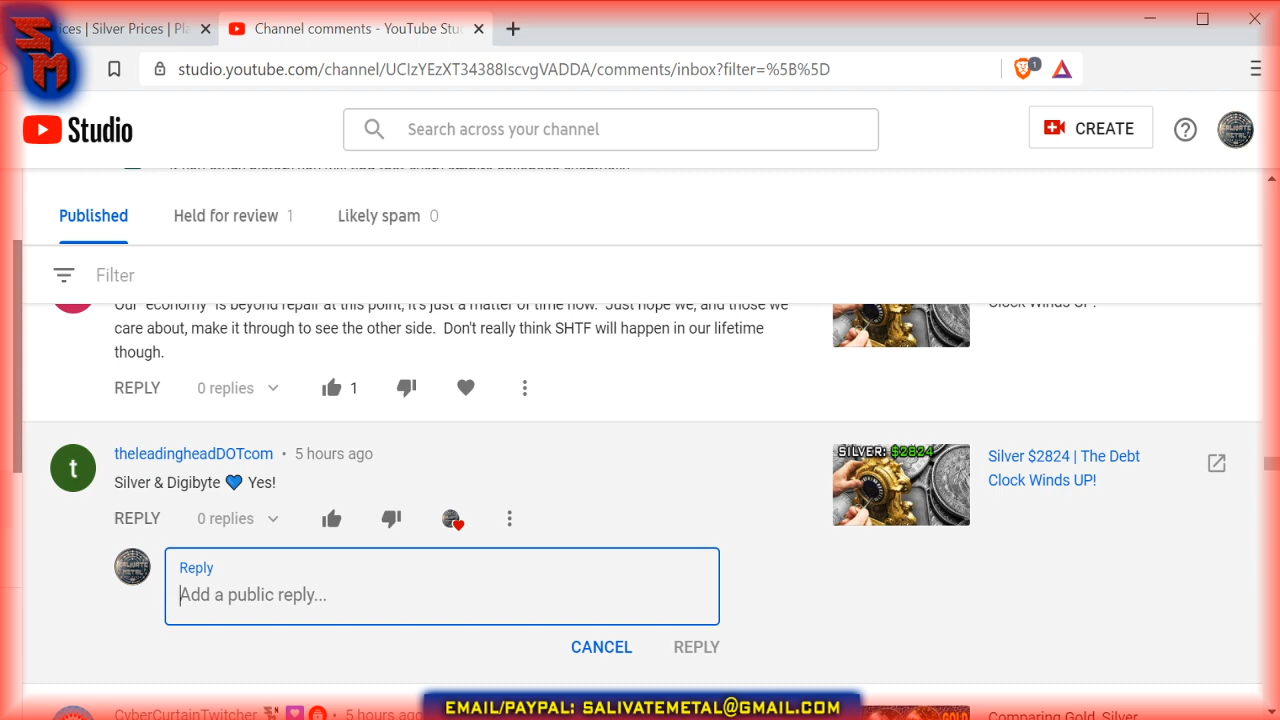 SM
ices | Silver Prices | Pla
Channel comments - YouTube Stu
studio.youtube.com/channel/UCIzYEzXT34388IscvgVADDA/comments/inbox?filter=%5B%5D
1
Studio
Search across your channel
CREATE
Published
Held for review 1
Likely spam 0
Filter
Our "economy" is beyond repair at this point, it's just a matter of time now. Just hope we, and those we
care about, make it through to see the other side. Don't really think SHTF will happen in our lifetime
though.
Clock Winds UP!
REPLY
0 replies
1
t
theleadingheadDOTcom • 5 hours ago
Silver & Digibyte 💙 Yes!
REPLY
0 replies
SILVER: $2824
Silver $2824 | The Debt
Clock Winds UP!
Reply
Add a public reply...
CANCEL
REPLY
CyberCurtainTwitcher
• 5 hours ago
GOLD
Comparing Gold, Silver
EMAIL/PAYPAL: SALIVATEMETAL@GMAIL.COM